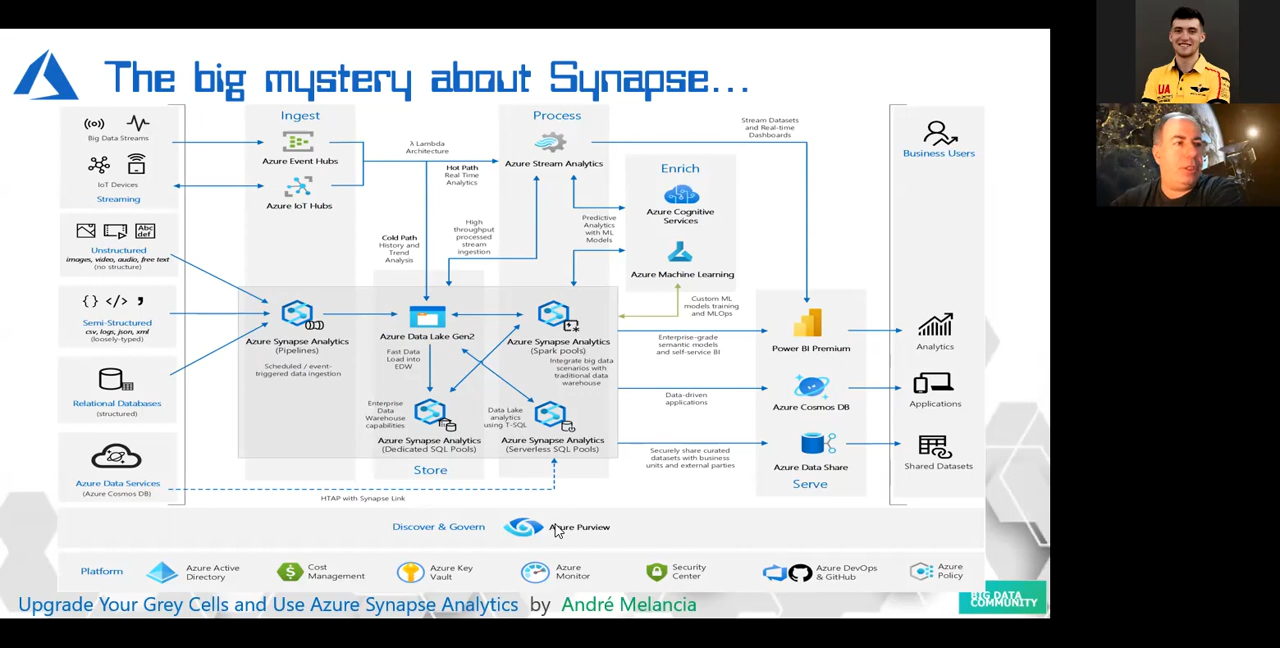 The big mystery about Synapse...
Big Data Streams
IoT Devices
Streaming
Abc
def
Unstructured
images, video, audio, free text
(no structure)
Semi-Structured
csv, logs, json, xml
(loosely-typed)
Relational Databases
(structured)
Azure Data Services
(Azure Cosmos DB)
Ingest
Azure Event Hubs
Azure IoT Hubs
λ Lambda
Architecture
Hot Path
Real Time
Analytics
Cold Path
History and
Trend
Analysis
High
throughput
processed
stream
ingestion
Process
Azure Stream Analytics
Predictive
Analytics
with ML
Models
Stream Datasets
and Real-time
Dashboards
Enrich
Azure Cognitive
Services
Azure Machine Learning
Custom ML
models training
and MLOps
Azure Synapse Analytics
(Pipelines)
Scheduled / event-
triggered data ingestion
Azure Data Lake Gen2
Fast Data
Load into
EDW
Azure Synapse Analytics
(Spark pools)
Integrate big data
scenarios with
traditional data
warehouse
Enterprise
Data
Warehouse
capabilities
Azure Synapse Analytics
(Dedicated SQL Pools)
Data Lake
analytics
using T-SQL
Azure Synapse Analytics
(Serverless SQL Pools)
Store
HTAP with Synapse Link
Enterprise-grade
semantic models
and self-service BI
Data-driven
applications
Securely share curated
datasets with business
units and external parties
Power BI Premium
Azure Cosmos DB
Azure Data Share
Serve
Business Users
Analytics
Applications
Shared Datasets
Discover & Govern
Azure Purview
Platform
Azure Active
Directory
Cost
Management
Azure Key
Vault
Azure
Monitor
Security
Center
Azure DevOps
& GitHub
Azure
Policy
Upgrade Your Grey Cells and Use Azure Synapse Analytics by André Melancia
BIG DATA
COMMUNITY
UA